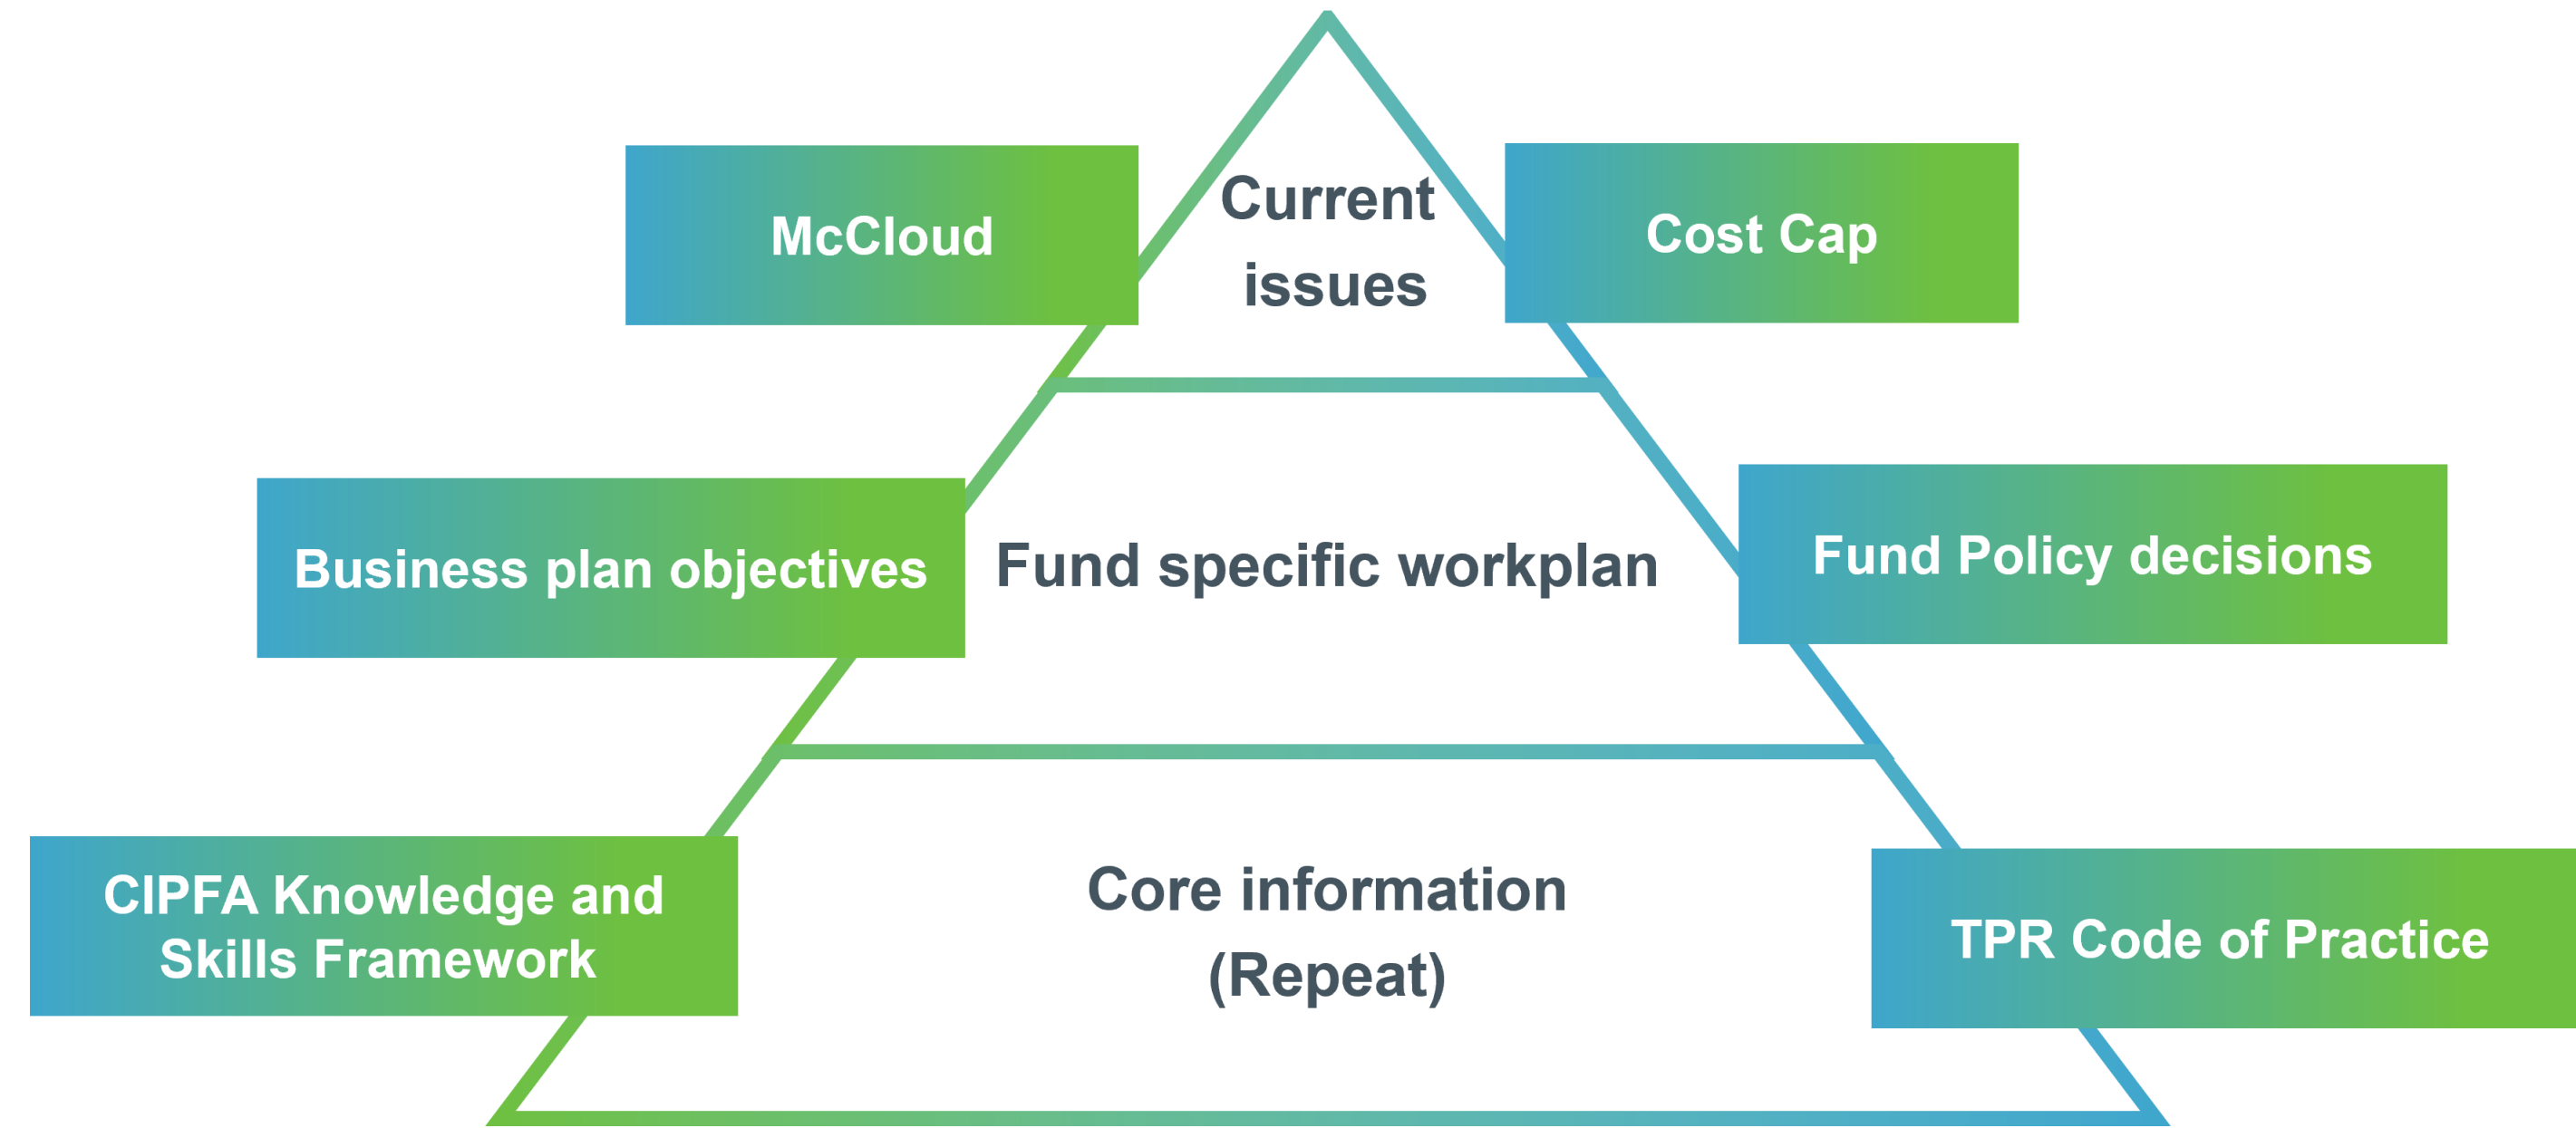 McCloud
Current
issues
Cost Cap
Business plan objectives
Fund specific workplan
Fund Policy decisions
CIPFA Knowledge and
Skills Framework
Core information
(Repeat)
TPR Code of Practice